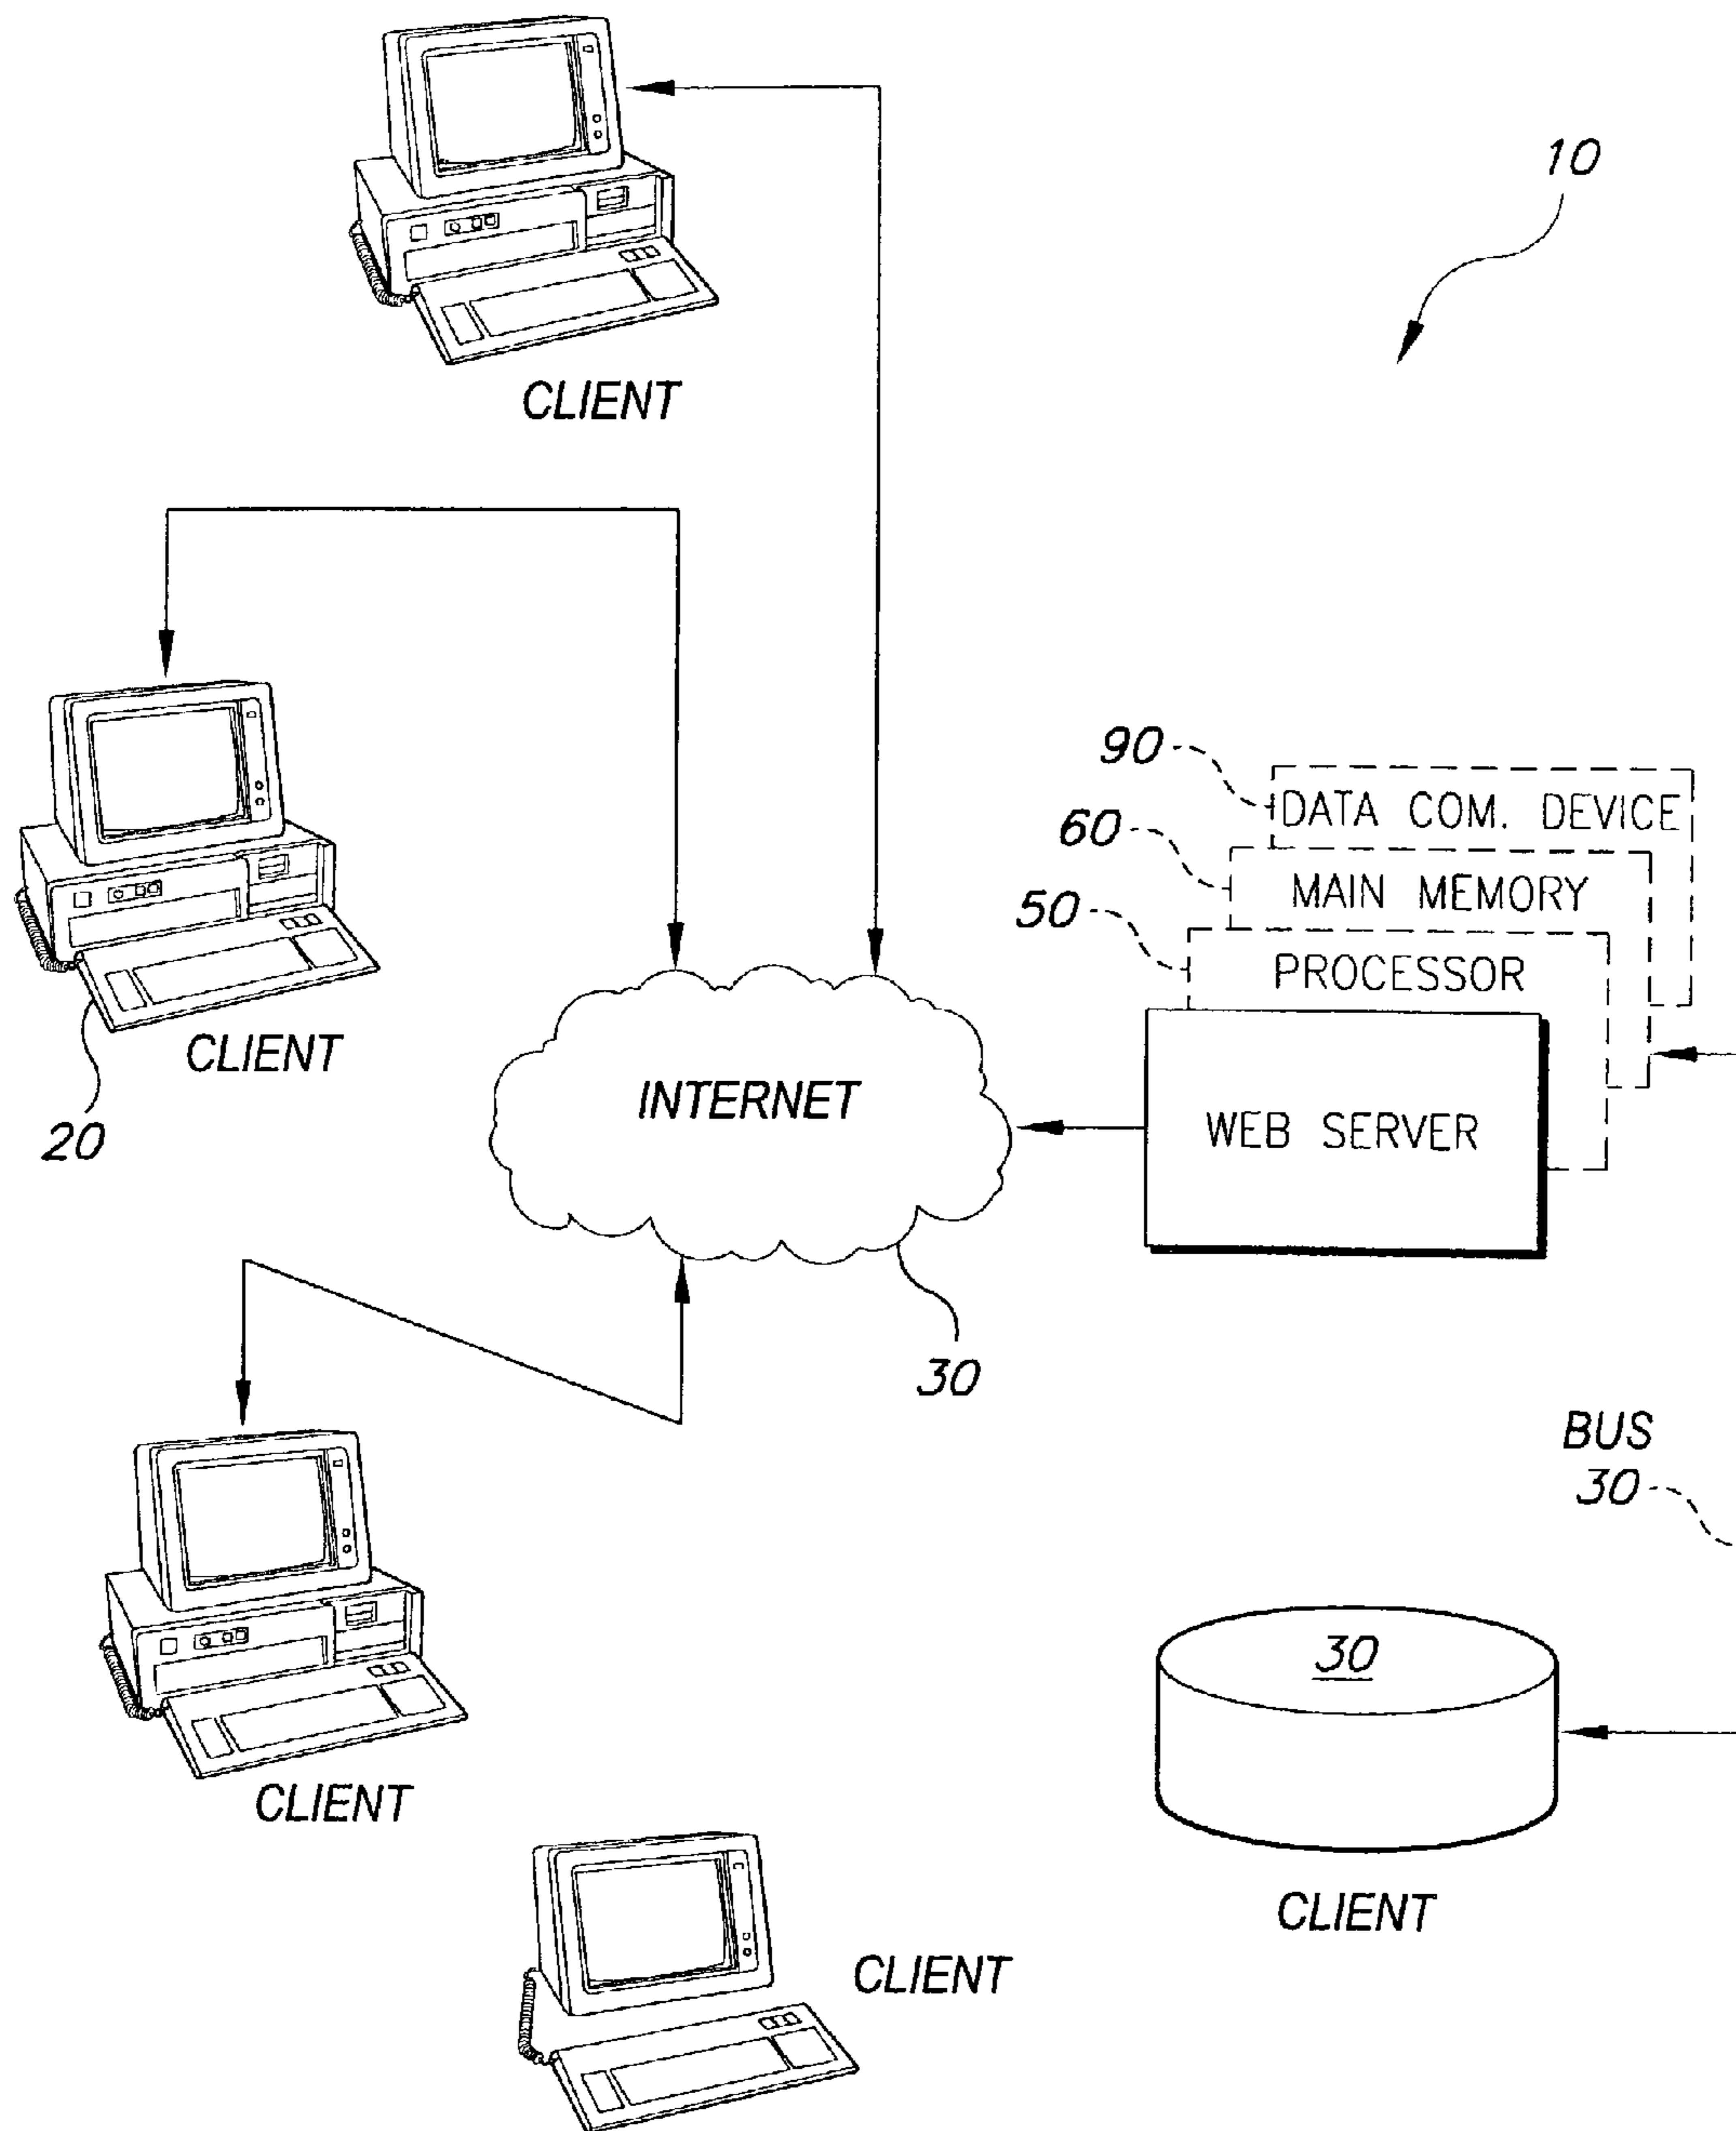 CLIENT
10
90
DATA COM. DEVICE
60
MAIN MEMORY
50
PROCESSOR
CLIENT
20
INTERNET
WEB SERVER
30
BUS
30
30
CLIENT
CLIENT
CLIENT